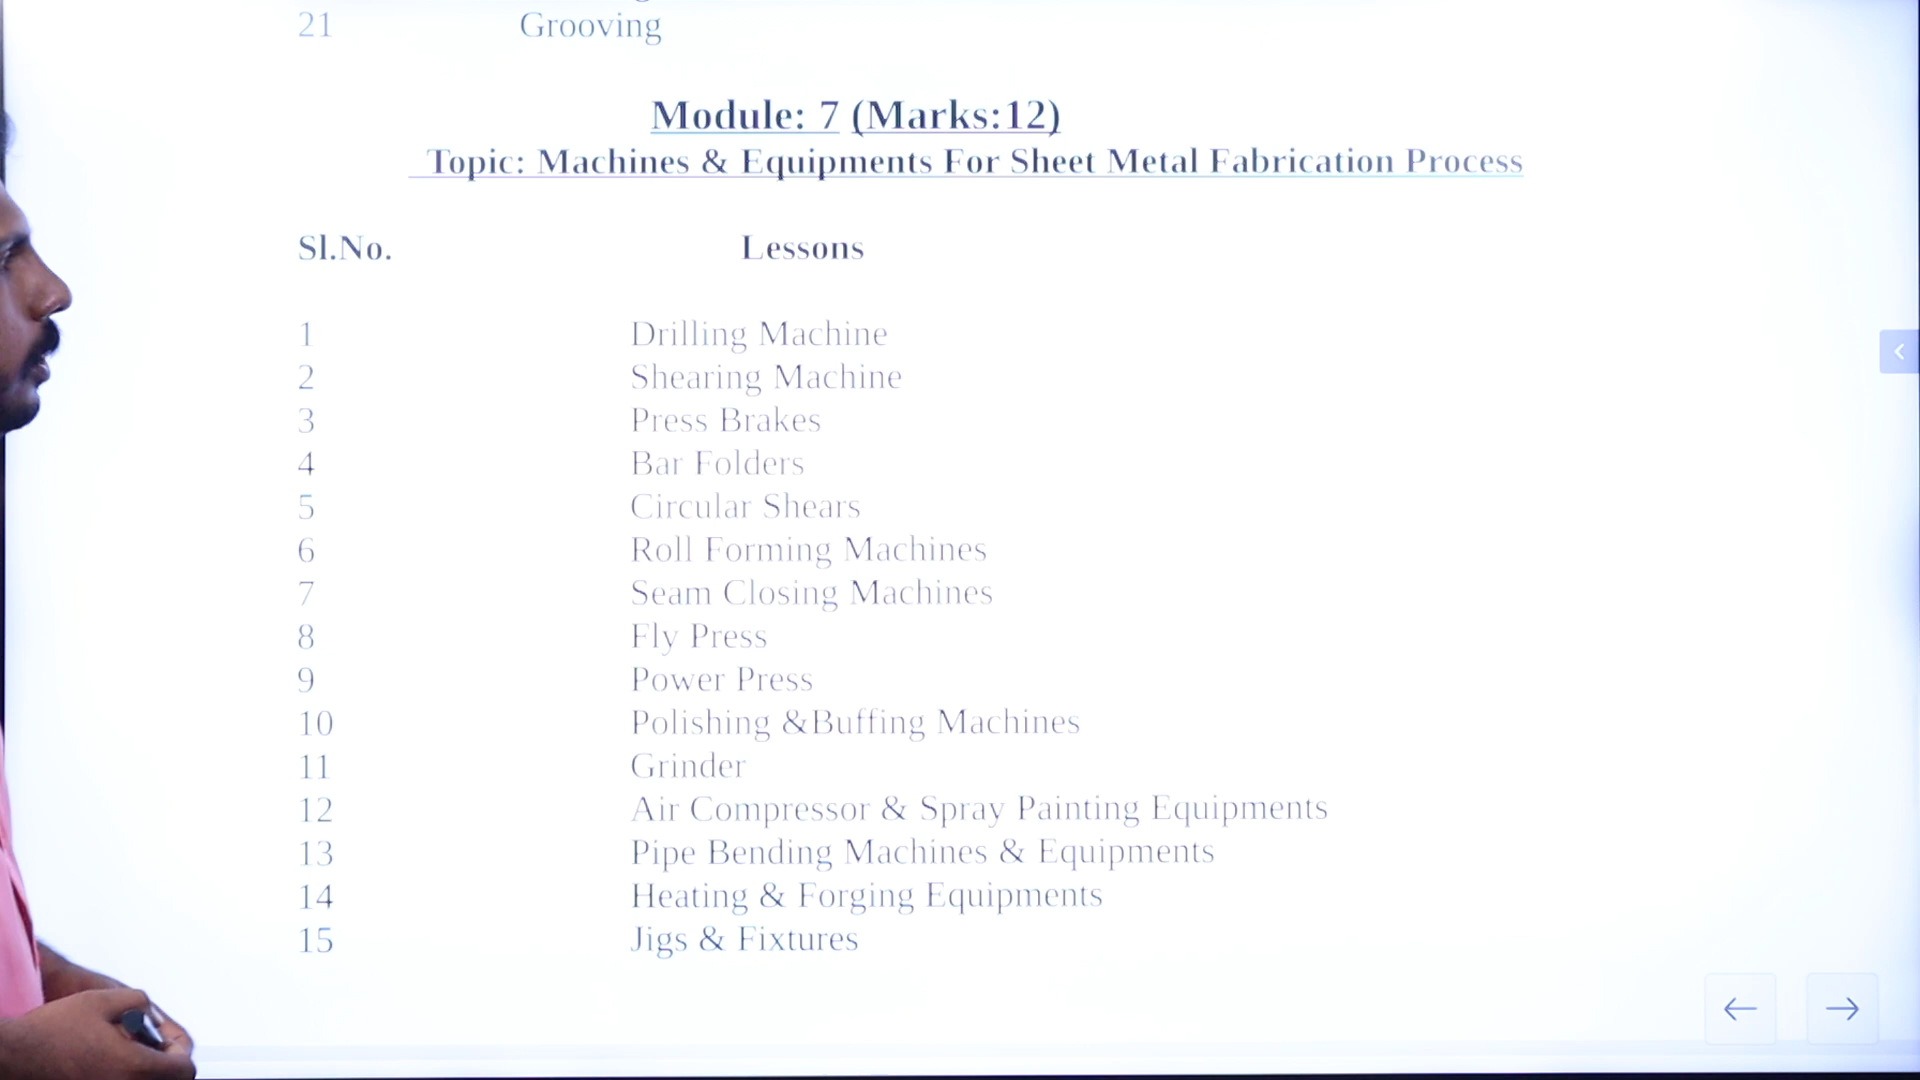 21 Grooving
Module: 7 (Marks:12)
Topic: Machines & Equipments For Sheet Metal Fabrication Process
Sl.No. Lessons
1 Drilling Machine
2 Shearing Machine
3 Press Brakes
4 Bar Folders
5 Circular Shears
6 Roll Forming Machines
7 Seam Closing Machines
8 Fly Press
9 Power Press
10 Polishing &Buffing Machines
11 Grinder
12 Air Compressor & Spray Painting Equipments
13 Pipe Bending Machines & Equipments
14 Heating & Forging Equipments
15 Jigs & Fixtures